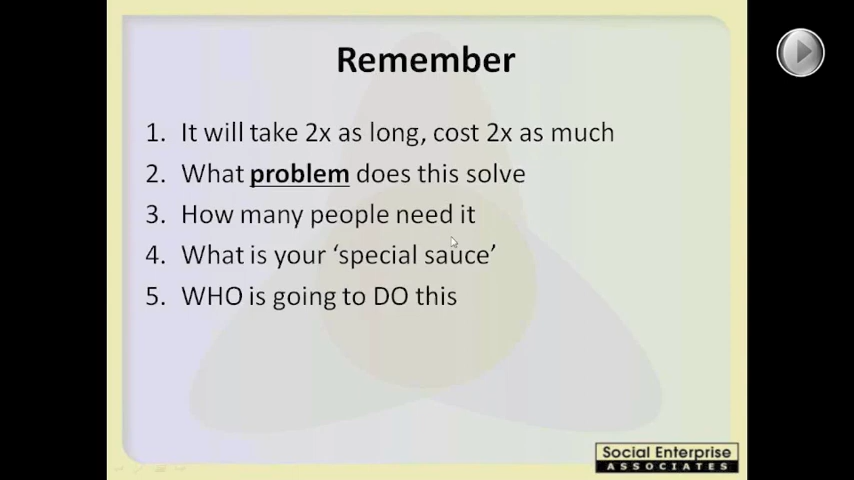 Remember
1. It will take 2x as long, cost 2x as much
2. What problem does this solve
3. How many people need it
4. What is your ‘special sauce’
5. WHO is going to DO this
Social Enterprise
ASSOCIATES